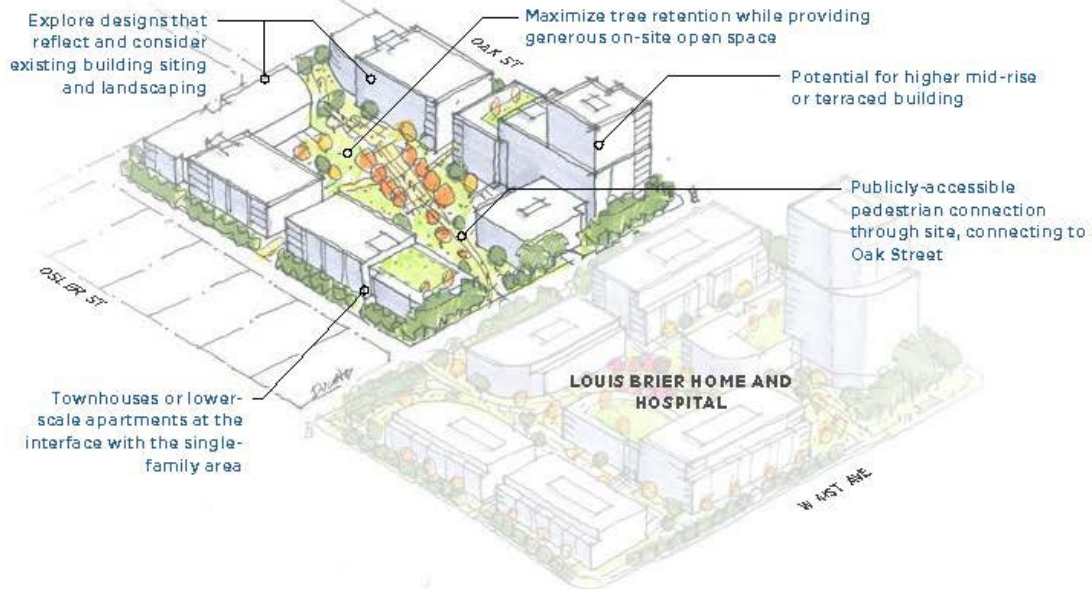 Explore designs that
reflect and consider
existing building siting
and landscaping
Maximize tree retention while providing
generous on-site open space
OAK ST
Potential for higher mid-rise
or terraced building
Publicly-accessible
pedestrian connection
through site, connecting to
Oak Street
OSLER ST
Townhouses or lower-
scale apartments at the
interface with the single-
family area
LOUIS BRIER HOME AND
HOSPITAL
W 41ST AVE